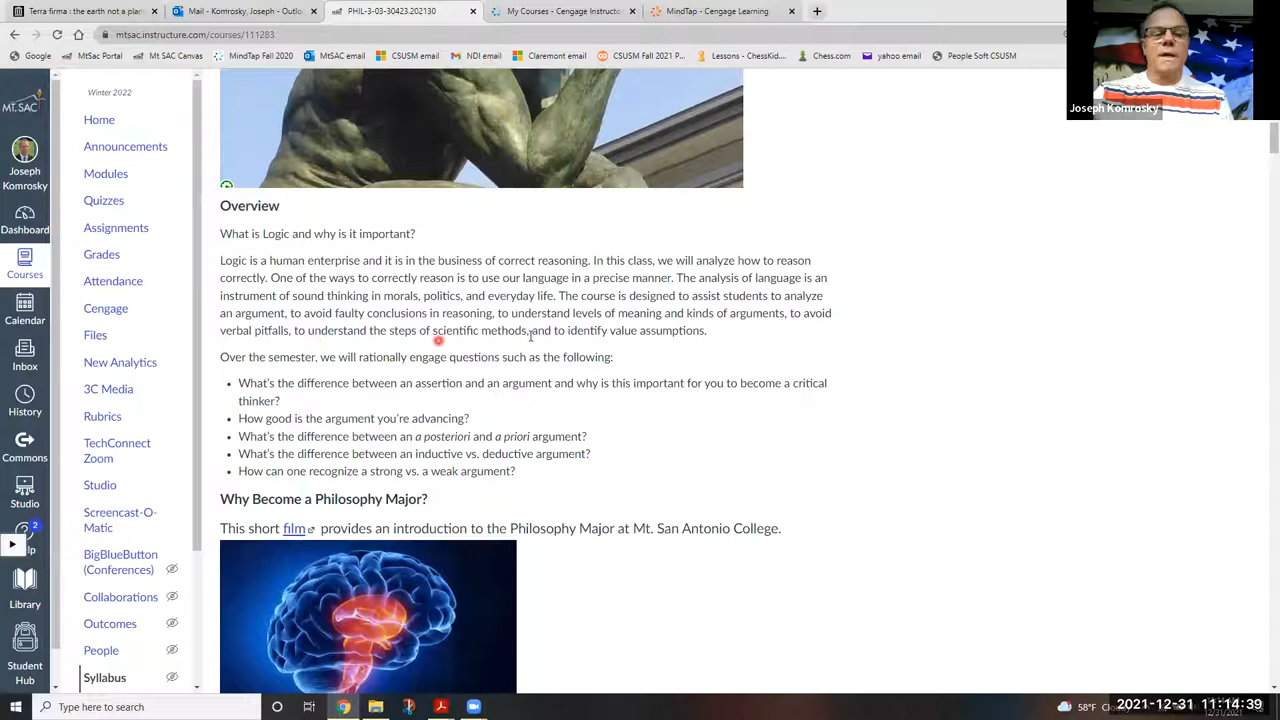 Terra firma : the earth not a plan
Mail - Komrosky, Joseph - Outlo
PHIL-3-03-30423.202130
My Courses - Cengage Instructor
MindTap - Cengage Learning
mtsac.instructure.com/courses/111283
Google
MtSac Portal
Mt SAC Canvas
MindTap Fall 2020
MtSAC email
CSUSM email
NDI email
Claremont email
CSUSM Fall 2021 P...
Lessons - ChessKid...
Chess.com
yahoo email
People Soft CSUSM
Joseph Komrosky
MT. SAC
Joseph
Komrosky
Dashboard
Courses
Calendar
Inbox
History
Commons
Studio
2
Library
Student
Hub
Winter 2022
Home
Announcements
Modules
Quizzes
Assignments
Grades
Attendance
Cengage
Files
New Analytics
3C Media
Rubrics
TechConnect
Zoom
Studio
Screencast-O-
Matic
BigBlueButton
(Conferences)
Collaborations
Outcomes
People
Syllabus
Overview
What is Logic and why is it important?
Logic is a human enterprise and it is in the business of correct reasoning. In this class, we will analyze how to reason
correctly. One of the ways to correctly reason is to use our language in a precise manner. The analysis of language is an
instrument of sound thinking in morals, politics, and everyday life. The course is designed to assist students to analyze
an argument, to avoid faulty conclusions in reasoning, to understand levels of meaning and kinds of arguments, to avoid
verbal pitfalls, to understand the steps of scientific methods, and to identify value assumptions.
Over the semester, we will rationally engage questions such as the following:
• What's the difference between an assertion and an argument and why is this important for you to become a critical
thinker?
• How good is the argument you're advancing?
• What's the difference between an a posteriori and a priori argument?
• What's the difference between an inductive vs. deductive argument?
• How can one recognize a strong vs. a weak argument?
Why Become a Philosophy Major?
This short film provides an introduction to the Philosophy Major at Mt. San Antonio College.
Type here to search
58°F
2021-12-31 11:14:39